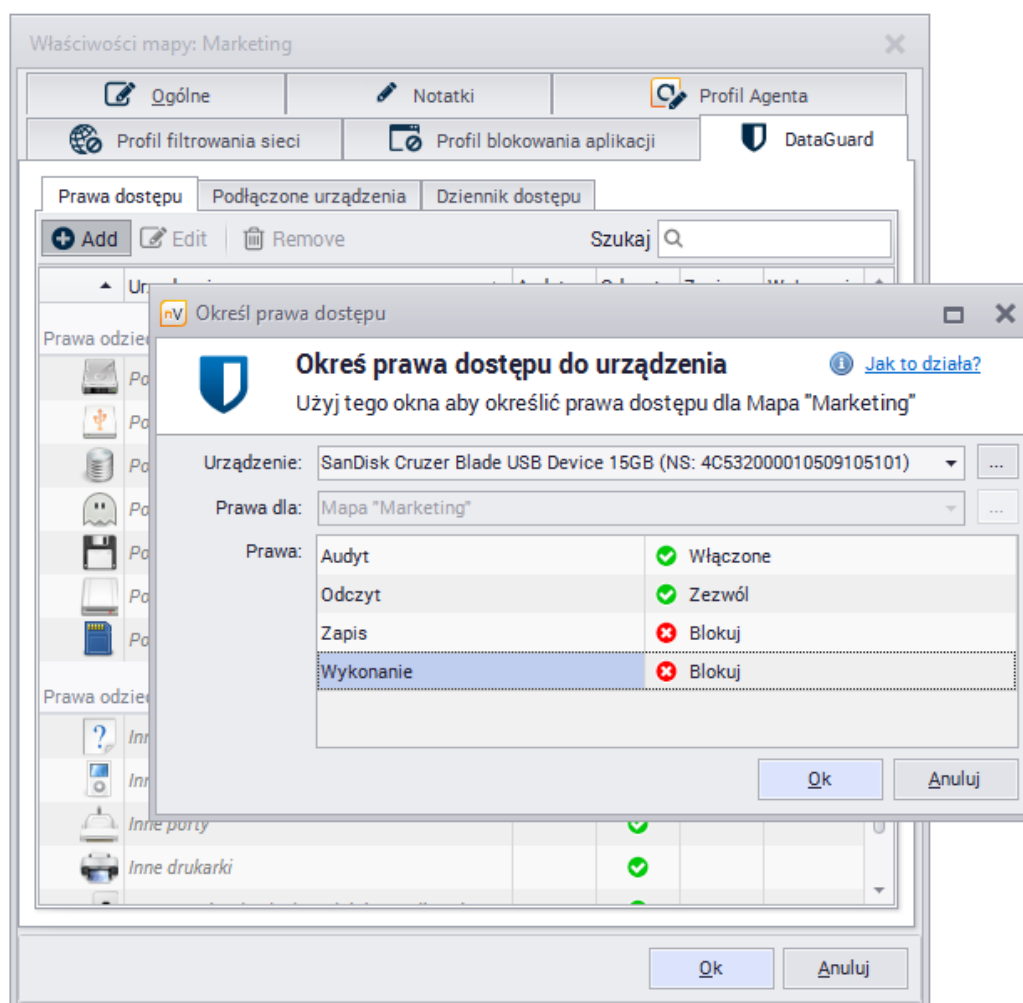 Właściwości mapy: Marketing
Ogólne
Notatki
Profil Agenta
Profil filtrowania sieci
Profil blokowania aplikacji
DataGuard
Prawa dostępu
Podłączone urządzenia
Dziennik dostępu
Add
Edit
Remove
Szukaj
nV
Określ prawa dostępu
Okreś prawa dostępu do urządzenia
Jak to działa?
Użyj tego okna aby określić prawa dostępu dla Mapa "Marketing"
Urządzenie:
SanDisk Cruzer Blade USB Device 15GB (NS: 4C532000010509105101)
...
Prawa dla:
Mapa "Marketing"
...
Prawa:
Audyt
Włączone
Odczyt
Zezwól
Zapis
Blokuj
Wykonanie
Blokuj
Ok
Anuluj
Inne porty
Inne drukarki
Ok
Anuluj